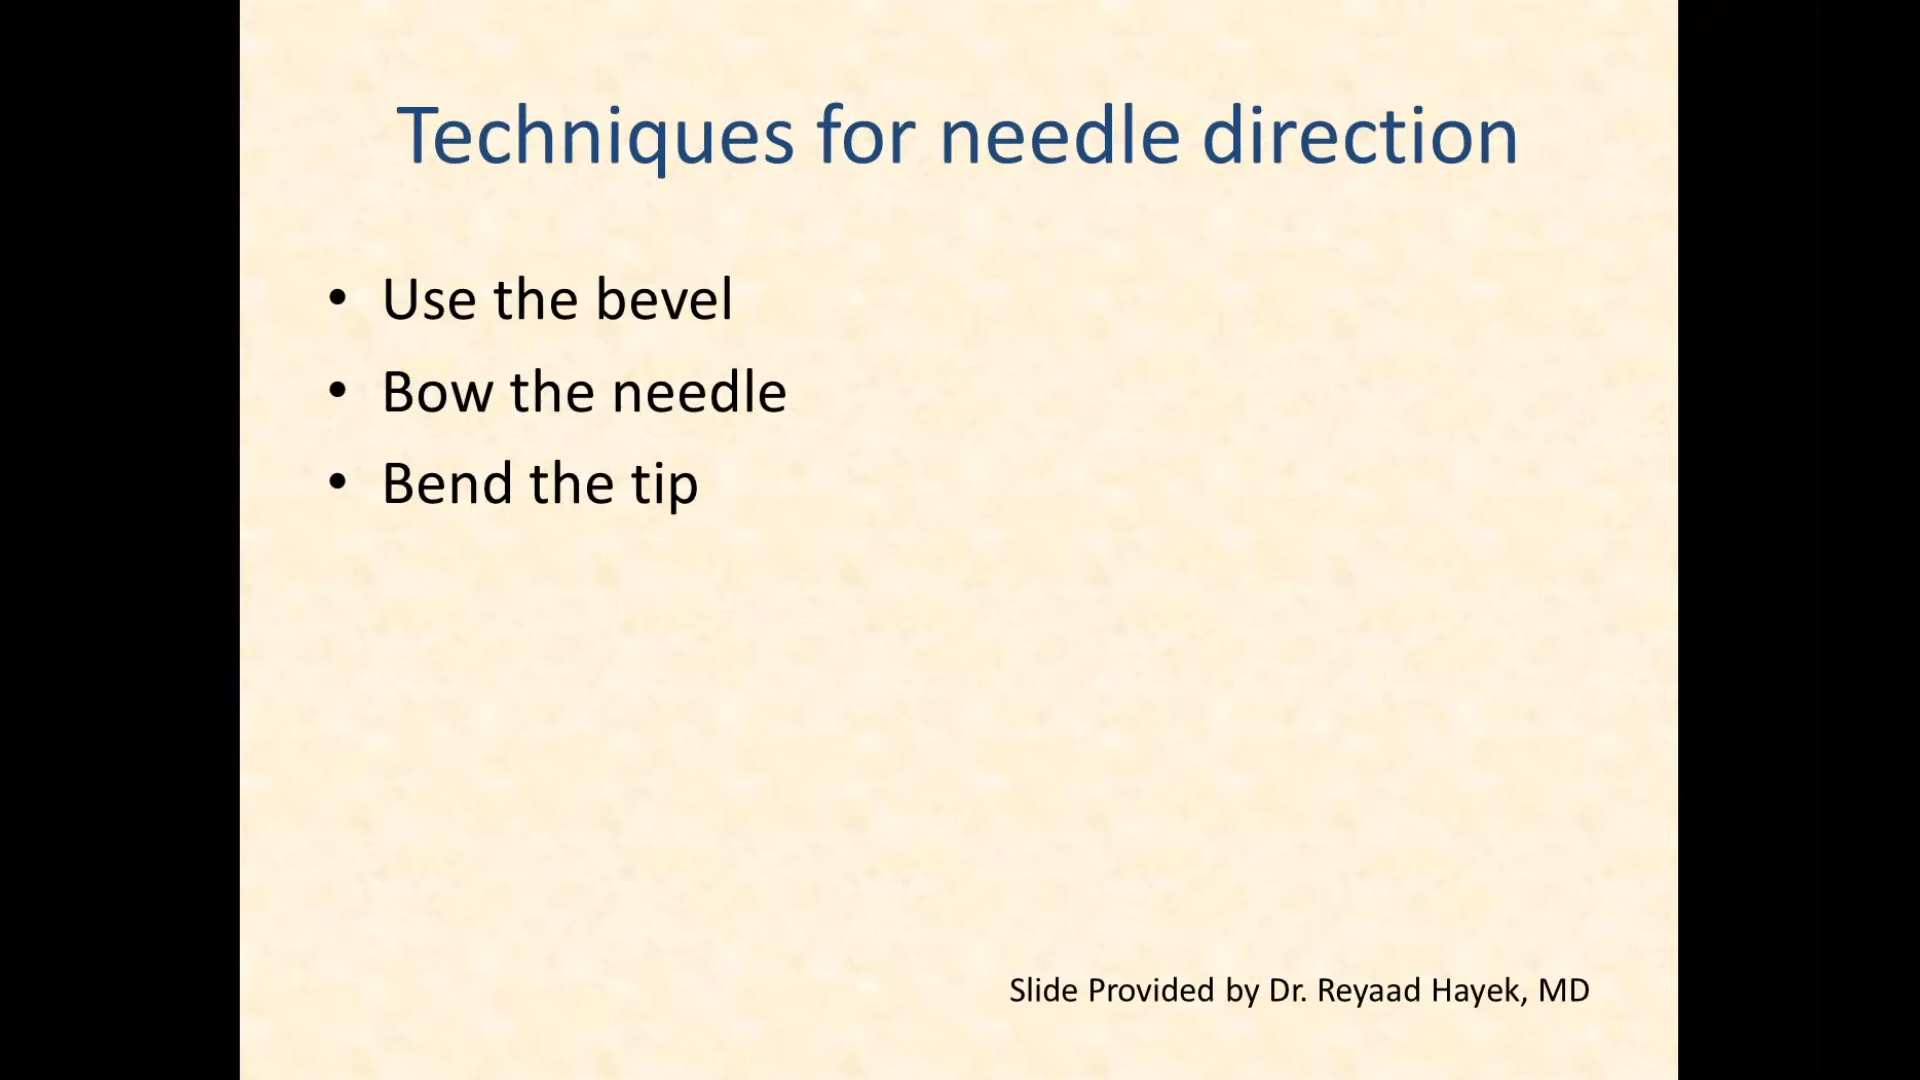 Techniques for needle direction
• Use the bevel
• Bow the needle
• Bend the tip
Slide Provided by Dr. Reyaad Hayek, MD